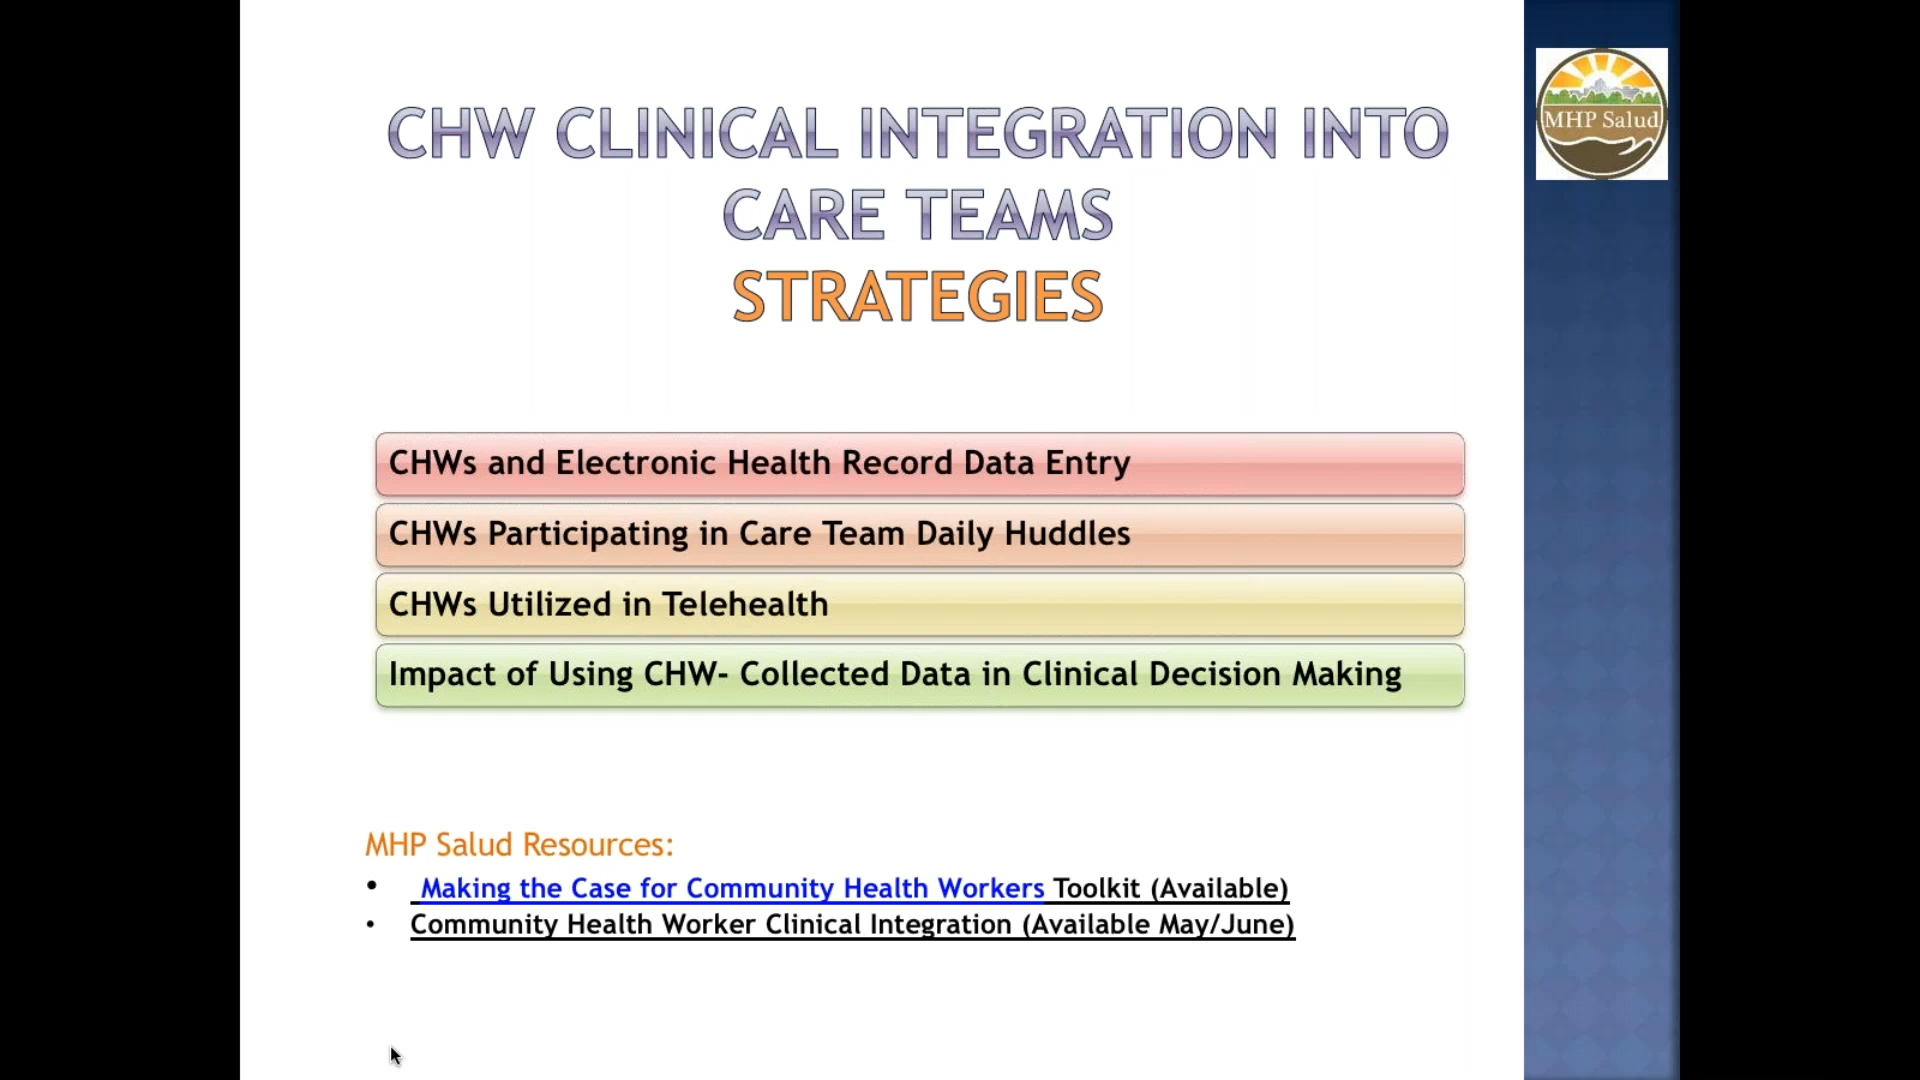 CHW CLINICAL INTEGRATION INTO
CARE TEAMS
STRATEGIES
MHP Salud
CHWs and Electronic Health Record Data Entry
CHWs Participating in Care Team Daily Huddles
CHWs Utilized in Telehealth
Impact of Using CHW- Collected Data in Clinical Decision Making
MHP Salud Resources:
• Making the Case for Community Health Workers Toolkit (Available)
• Community Health Worker Clinical Integration (Available May/June)